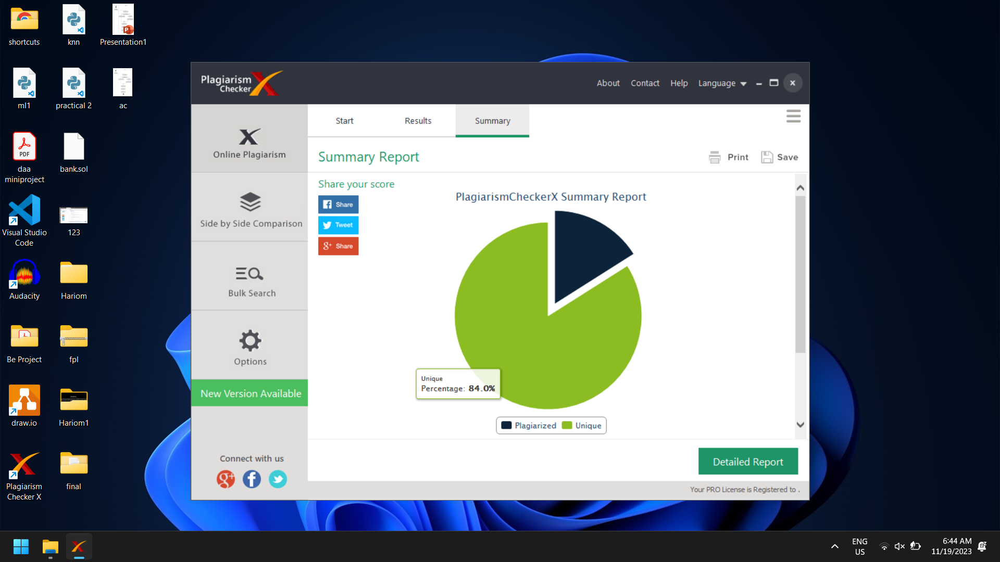 shortcuts
knn
Presentation1
ml1
practical 2
ac
PDF
daa
miniproject
bank.sol
Visual Studio
Code
123
Audacity
Hariom
Be Project
fpl
draw.io
Hariom1
Plagiarism
Checker X
final
Plagiarism
Checker X
About Contact Help Language
Online Plagiarism
Side by Side Comparison
Bulk Search
Options
New Version Available
Connect with us
Start Results Summary
Summary Report
Print Save
Share your score
Share
Tweet
g+ Share
PlagiarismCheckerX Summary Report
Unique
Percentage: 84.0%
Plagiarized Unique
Detailed Report
Your PRO License is Registered to .
ENG
US
6:44 AM
11/19/2023